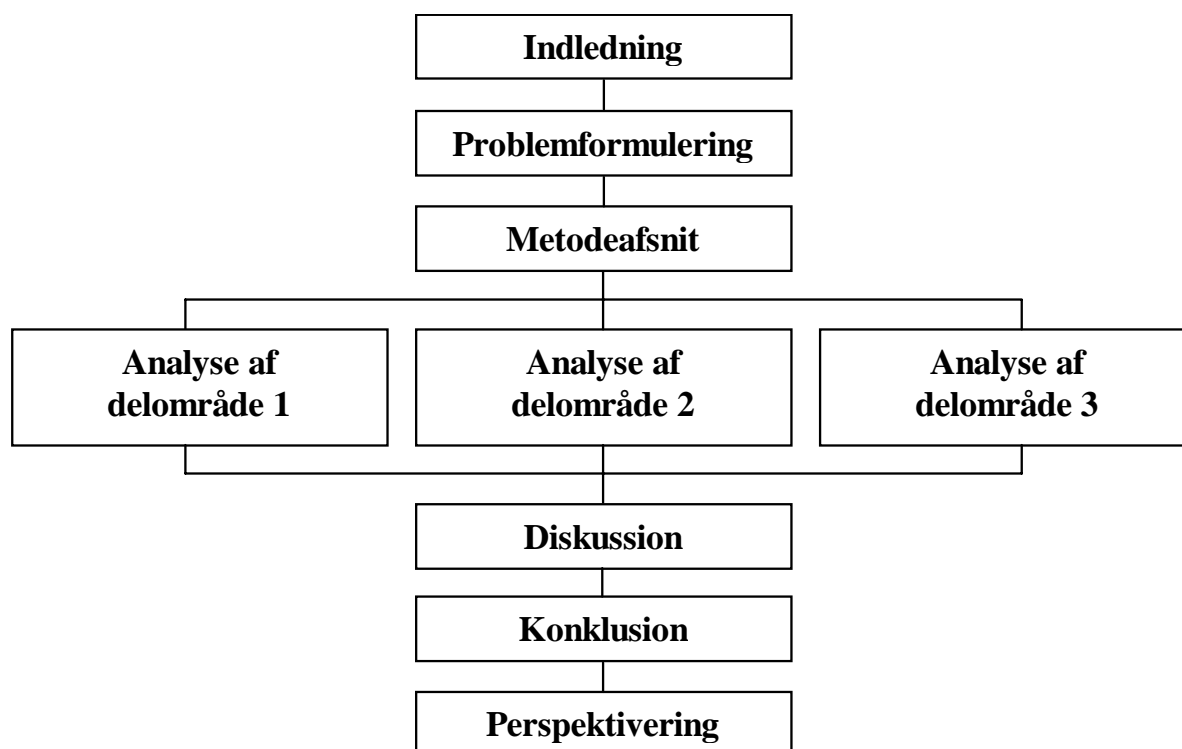 Indledning
Problemformulering
Metodeafsnit
Analyse af
delområde 1
Analyse af
delområde 2
Analyse af
delområde 3
Diskussion
Konklusion
Perspektivering